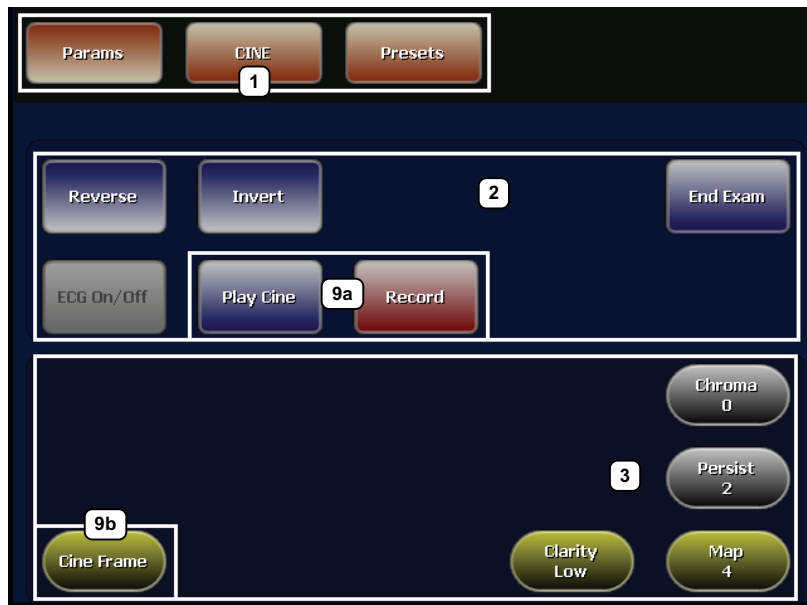 Params
CINE
Presets
1
Reverse
Invert
2
End Exam
ECG On/Off
Play Cine
9a
Record
Chroma
0
3
Persist
2
9b
Cine Frame
Clarity
Low
Map
4